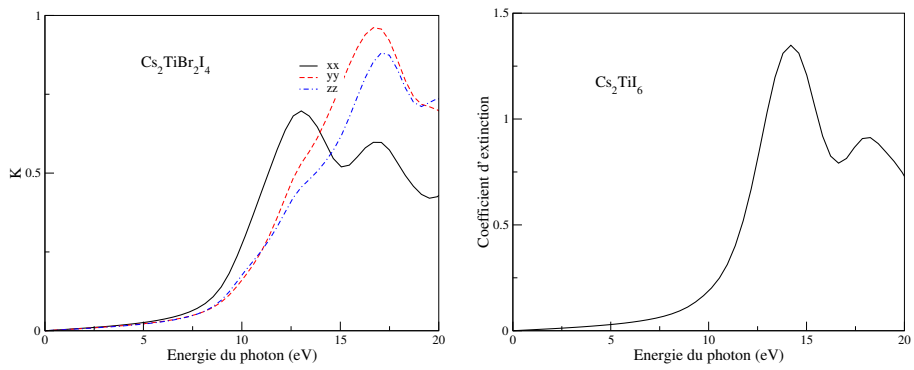 Cs2TiBr2I4
xx
yy
zz
1
0.5
0
K
0 5 10 15 20
Energie du photon (eV)
Cs2TiI6
1.5
1
0.5
0
Coefficient d'extinction
0 5 10 15 20
Energie du photon (eV)